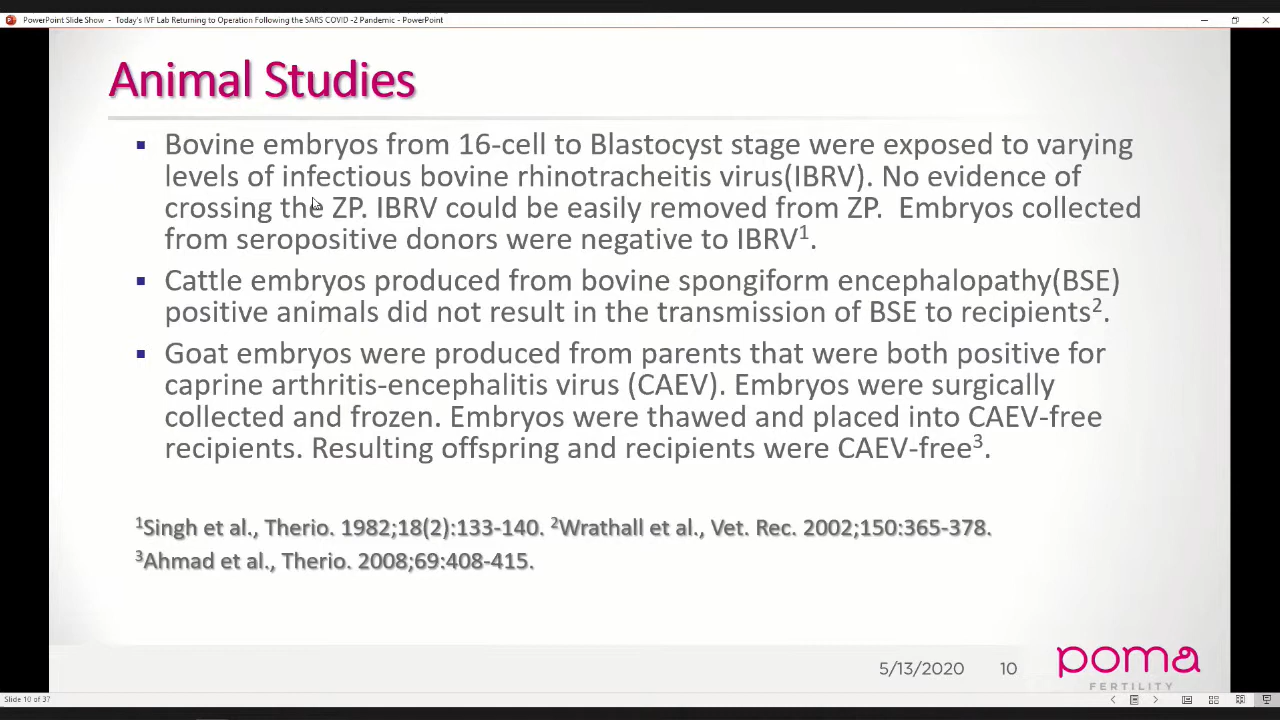 PowerPoint Slide Show - Today's IVF Lab Returning to Operation Following the SARS COVID -2 Pandemic - PowerPoint
Animal Studies
▪ Bovine embryos from 16-cell to Blastocyst stage were exposed to varying
levels of infectious bovine rhinotracheitis virus(IBRV). No evidence of
crossing the ZP. IBRV could be easily removed from ZP. Embryos collected
from seropositive donors were negative to IBRV¹.
▪ Cattle embryos produced from bovine spongiform encephalopathy(BSE)
positive animals did not result in the transmission of BSE to recipients².
▪ Goat embryos were produced from parents that were both positive for
caprine arthritis-encephalitis virus (CAEV). Embryos were surgically
collected and frozen. Embryos were thawed and placed into CAEV-free
recipients. Resulting offspring and recipients were CAEV-free³.
¹Singh et al., Therio. 1982;18(2):133-140. ²Wrathall et al., Vet. Rec. 2002;150:365-378.
³Ahmad et al., Therio. 2008;69:408-415.
5/13/2020 10
poma
FERTILITY
Slide 10 of 37